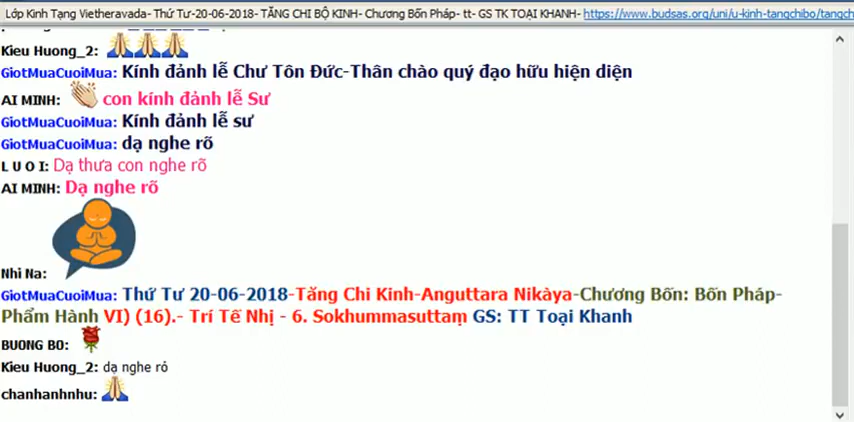 Lớp Kinh Tạng Vietheravada- Thứ Tư-20-06-2018- TĂNG CHI BỘ KINH- Chương Bốn Pháp- tt- GS TK TOẠI KHANH- https://www.budsas.org/uni/u-kinh-tangchibo/tangch
Kieu Huong_2:
GiotMuaCuoiMua: Kính đảnh lễ Chư Tôn Đức-Thân chào quý đạo hữu hiện diện
AI MINH: con kính đảnh lễ Sư
GiotMuaCuoiMua: Kính đảnh lễ sư
GiotMuaCuoiMua: dạ nghe rõ
L U O I: Dạ thưa con nghe rõ
AI MINH: Dạ nghe rõ
Nhi Na:
GiotMuaCuoiMua: Thứ Tư 20-06-2018-Tăng Chi Kinh-Anguttara Nikàya-Chương Bốn: Bốn Pháp-
Phẩm Hành VI) (16).- Trí Tế Nhị - 6. Sokhummasuttaṃ GS: TT Toại Khanh
BUONG BO:
Kieu Huong_2: dạ nghe ró
chanhanhnhu: